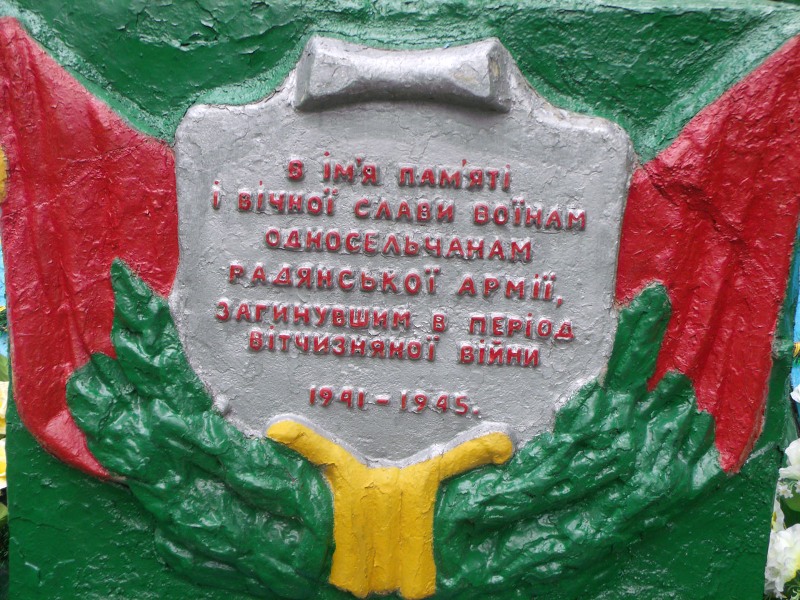 В ІМ'Я ПАМ'ЯТІ
І ВІЧНОЇ СЛАВИ ВОЇНАМ
ОДНОСЕЛЬЧАНАМ
РАДЯНСЬКОЇ АРМІЇ,
ЗАГИНУВШИМ В ПЕРІОД
ВІТЧИЗНЯНОЇ ВІЙНИ
1941 – 1945.